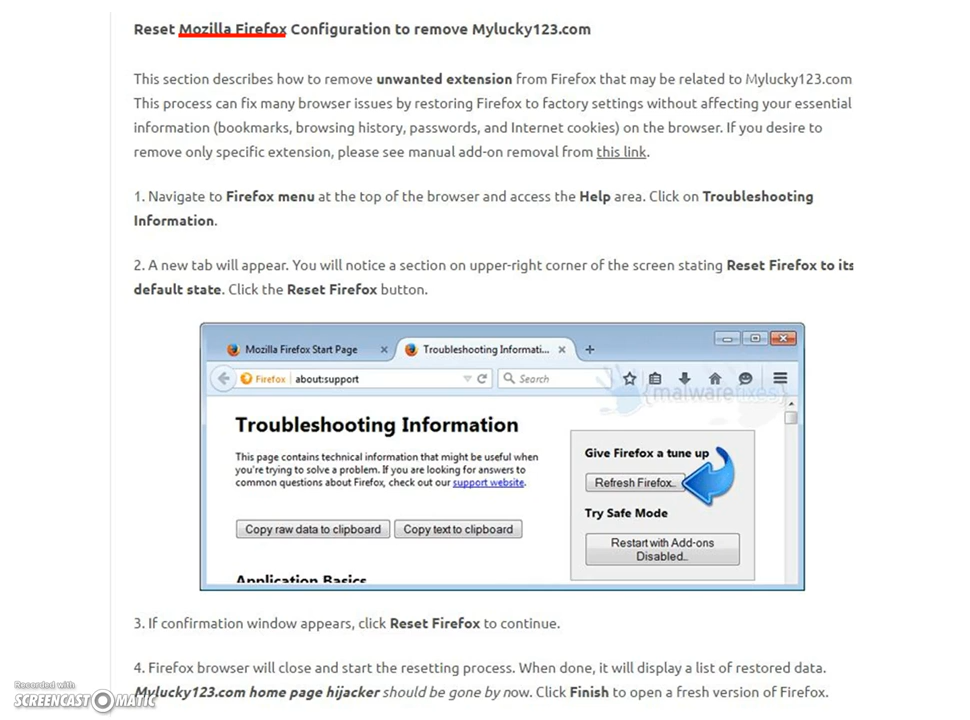 Reset Mozilla Firefox Configuration to remove Mylucky123.com
This section describes how to remove unwanted extension from Firefox that may be related to Mylucky123.com
This process can fix many browser issues by restoring Firefox to factory settings without affecting your essential
information (bookmarks, browsing history, passwords, and Internet cookies) on the browser. If you desire to
remove only specific extension, please see manual add-on removal from this link.
1. Navigate to Firefox menu at the top of the browser and access the Help area. Click on Troubleshooting
Information.
2. A new tab will appear. You will notice a section on upper-right corner of the screen stating Reset Firefox to its
default state. Click the Reset Firefox button.
Mozilla Firefox Start Page
Troubleshooting Informati...
Firefox about:support
Search
{malwarefixes}
Troubleshooting Information
This page contains technical information that might be useful when
you're trying to solve a problem. If you are looking for answers to
common questions about Firefox, check out our support website.
Copy raw data to clipboard Copy text to clipboard
Give Firefox a tune up
Refresh Firefox...
Try Safe Mode
Restart with Add-ons
Disabled...
Application Basics
3. If confirmation window appears, click Reset Firefox to continue.
4. Firefox browser will close and start the resetting process. When done, it will display a list of restored data.
Mylucky123.com home page hijacker should be gone by now. Click Finish to open a fresh version of Firefox.
Recorded with
SCREENCAST MATIC